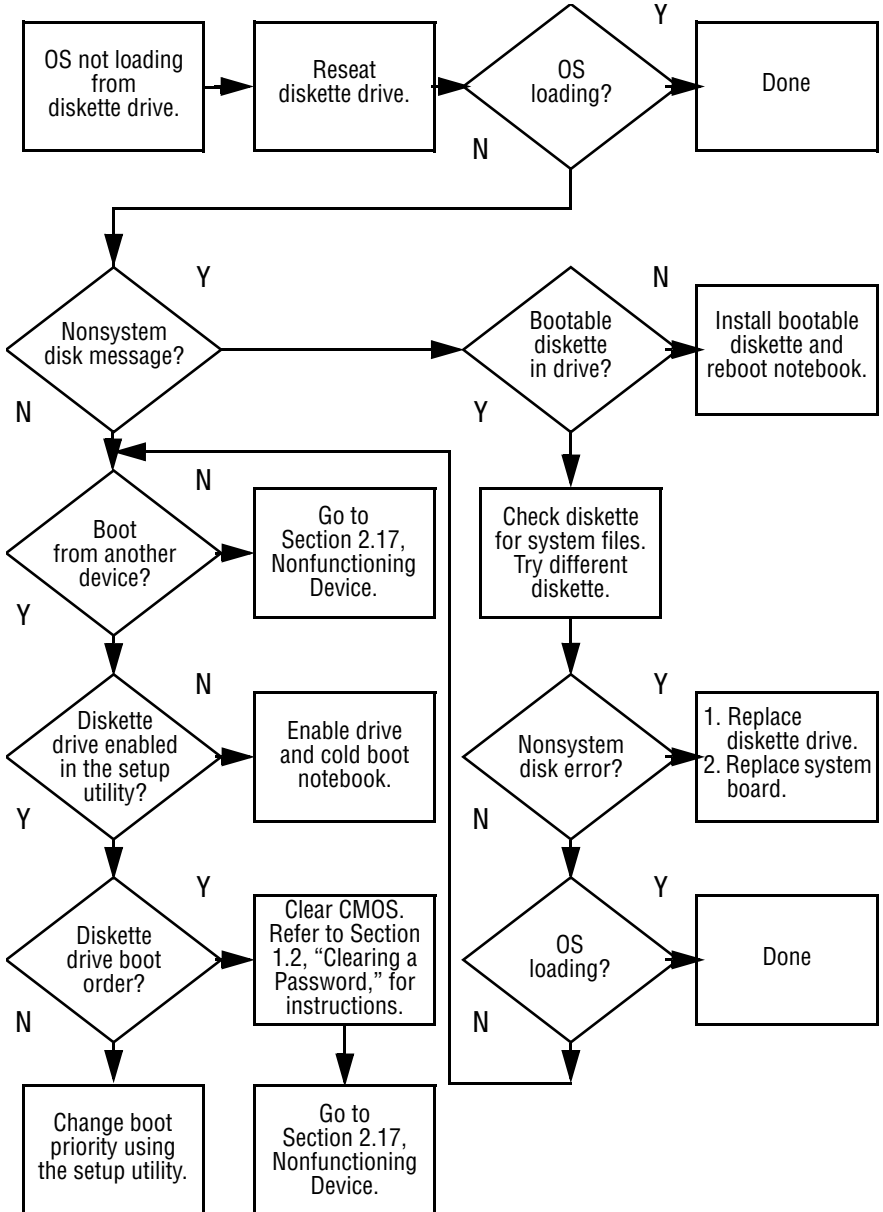 OS not loading
from
diskette drive.
Reseat
diskette drive.
OS
loading?
Y
Done
N
Nonsystem
disk message?
Y
Bootable
diskette
in drive?
N
Install bootable
diskette and
reboot notebook.
N
Y
Boot
from another
device?
N
Go to
Section 2.17,
Nonfunctioning
Device.
Check diskette
for system files.
Try different
diskette.
Y
Diskette
drive enabled
in the setup
utility?
N
Enable drive
and cold boot
notebook.
Nonsystem
disk error?
Y
1. Replace
diskette drive.
2. Replace system
board.
Y
N
Diskette
drive boot
order?
Y
Clear CMOS.
Refer to Section
1.2, “Clearing a
Password,” for
instructions.
OS
loading?
Y
Done
N
N
Change boot
priority using
the setup utility.
Go to
Section 2.17,
Nonfunctioning
Device.